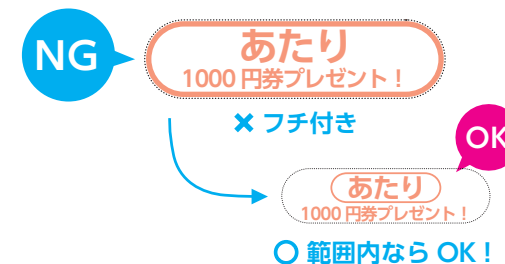 NG
あたり
1000 円券プレゼント！
× フチ付き
OK
あたり
1000 円券プレゼント！
○ 範囲内なら OK！